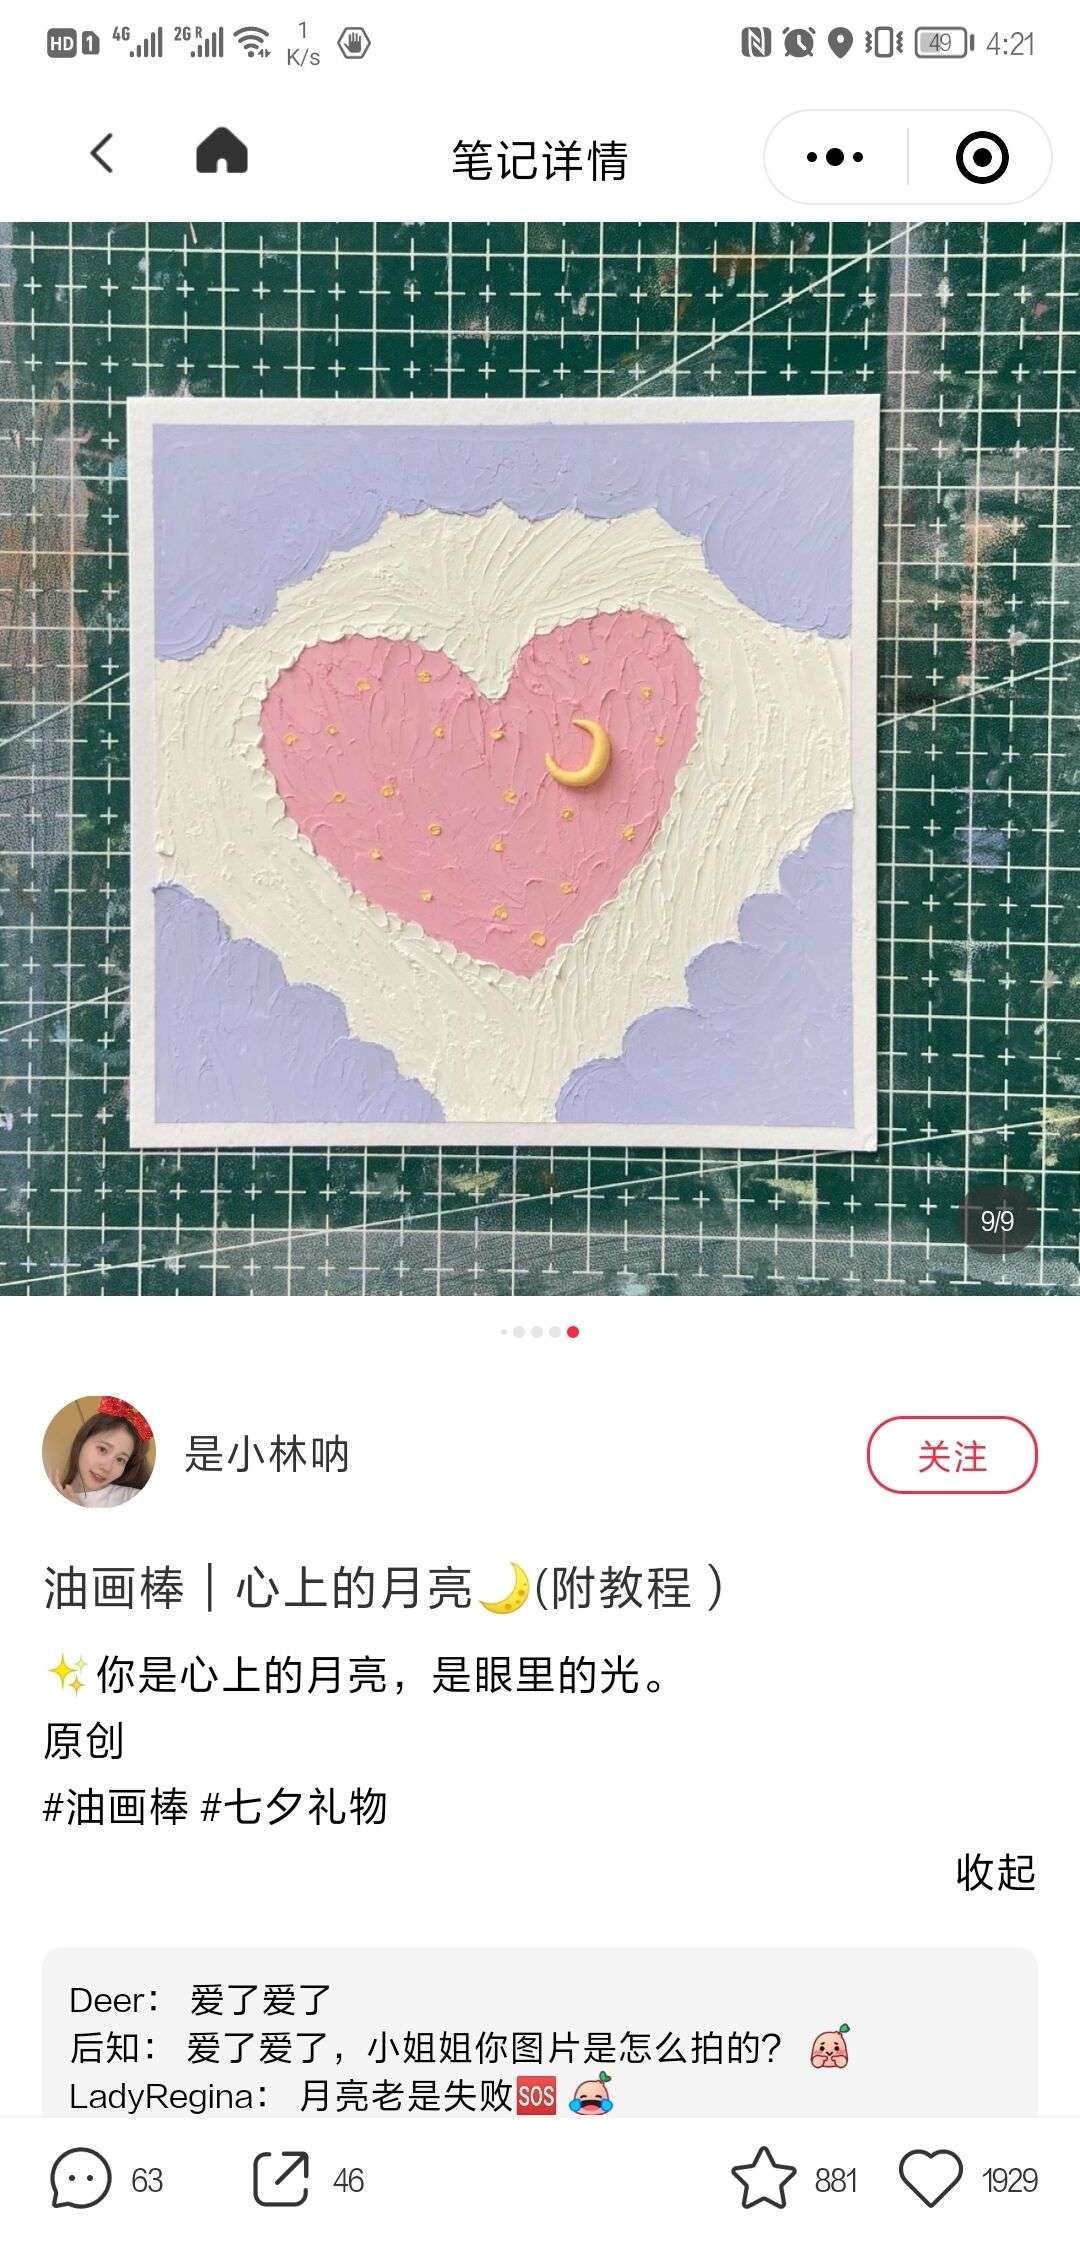 HD 1 4G 2G R 1 K/s 49 4:21
笔记详情
9/9
是小林呐 关注
油画棒｜心上的月亮🌙(附教程 )
✨你是心上的月亮，是眼里的光。
原创
#油画棒 #七夕礼物
收起
Deer： 爱了爱了
后知： 爱了爱了，小姐姐你图片是怎么拍的？
LadyRegina： 月亮老是失败🆘
63 46 881 1929